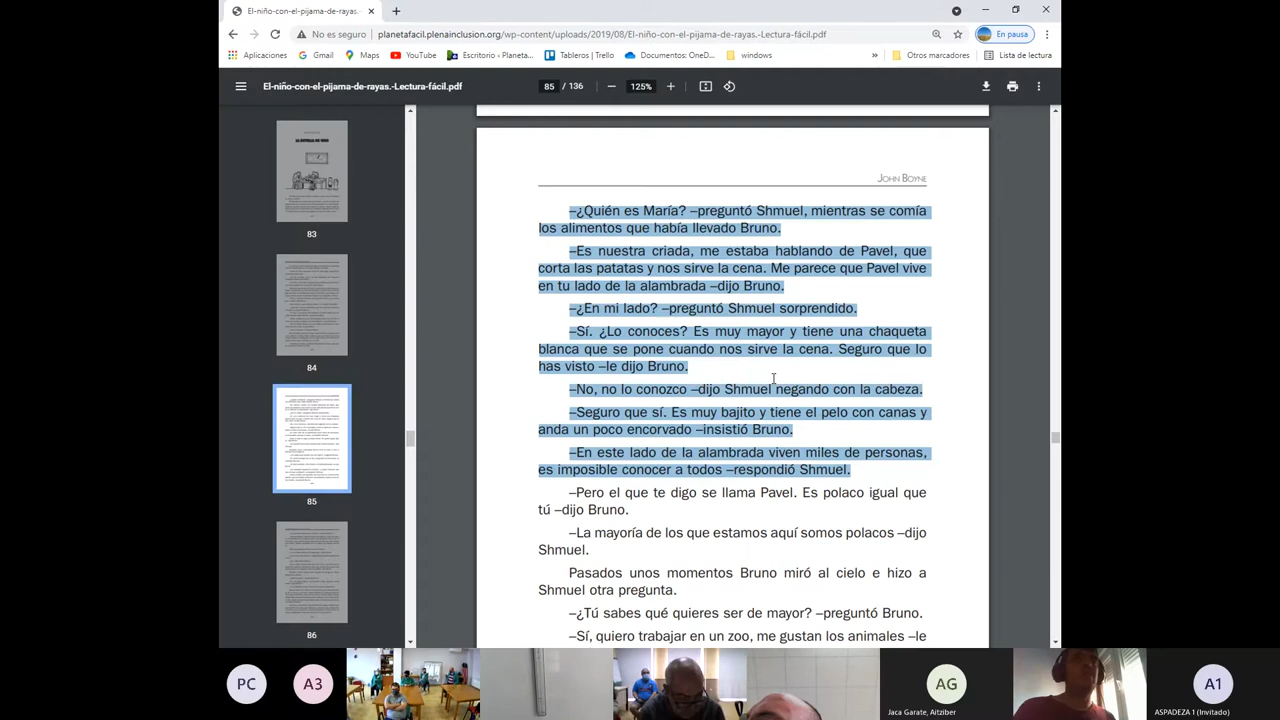 El-niño-con-el-pijama-de-rayas.-
No es seguro
planetafacil.plenainclusion.org/wp-content/uploads/2019/08/El-niño-con-el-pijama-de-rayas.-Lectura-fácil.pdf
En pausa
Aplicaciones
Gmail
Maps
YouTube
Escritorio < Planeta...
Tableros | Trello
Documentos: OneD...
windows
»
Otros marcadores
Lista de lectura
El-niño-con-el-pijama-de-rayas.-Lectura-fácil.pdf
85 / 136
125%
83
84
85
86
JOHN BOYNE
–¿Quién es María? –preguntó Shmuel, mientras se comía
los alimentos que había llevado Bruno.
–Es nuestra criada, me estaba hablando de Pavel, que
corta las patatas y nos sirve la cena. Me parece que Pavel vive
en tu lado de la alambrada –dijo Bruno.
–¿En mi lado? –preguntó Shmuel sorprendido.
–Sí. ¿Lo conoces? Es muy mayor y tiene una chaqueta
blanca que se pone cuando nos sirve la cena. Seguro que lo
has visto –le dijo Bruno.
–No, no lo conozco –dijo Shmuel negando con la cabeza.
–Seguro que sí. Es muy mayor, tiene el pelo con canas y
anda un poco encorvado –insistió Bruno.
–En este lado de la alambrada viven miles de personas,
es imposible conocer a todos –respondió Shmuel.
–Pero el que te digo se llama Pavel. Es polaco igual que
tú –dijo Bruno.
–La mayoría de los que estamos aquí somos polacos –dijo
Shmuel.
Pasados unos momentos Bruno miró al cielo e hizo a
Shmuel otra pregunta.
–¿Tú sabes qué quieres ser de mayor? –preguntó Bruno.
–Sí, quiero trabajar en un zoo, me gustan los animales –le
PC
A3
AG
Jaca Garate, Aitziber
A1
ASPADEZA 1 (Invitado)